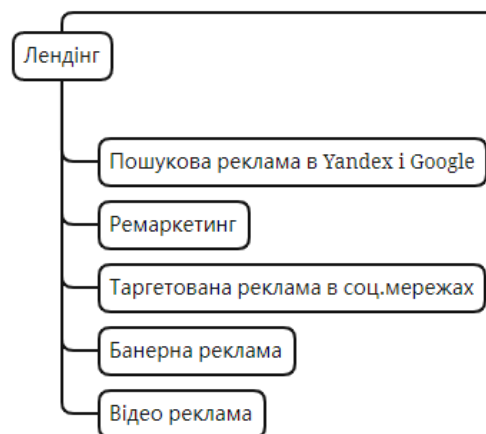 Лендінг
Пошукова реклама в Yandex і Google
Ремаркетинг
Таргетована реклама в соц.мережах
Банерна реклама
Відео реклама